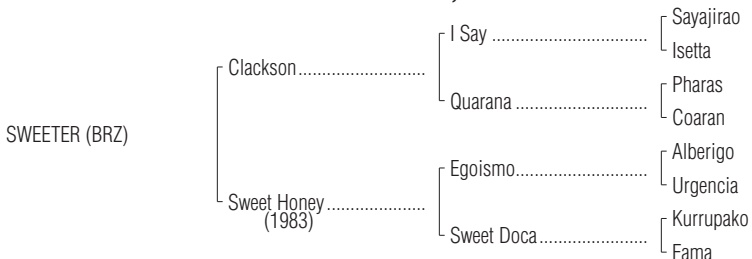 Sayajirao
I Say ........................................
Isetta
Clackson................................
Pharas
Quarana ..................................
Coaran
SWEETER (BRZ)
Alberigo
Egoismo..................................
Urgencia
Sweet Honey .........................
(1983)
Kurrupako
Sweet Doca............................
Fama